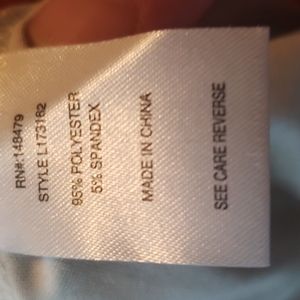 RN#:148479
STYLE L173182
95% POLYESTER
5% SPANDEX
MADE IN CHINA
SEE CARE REVERSE